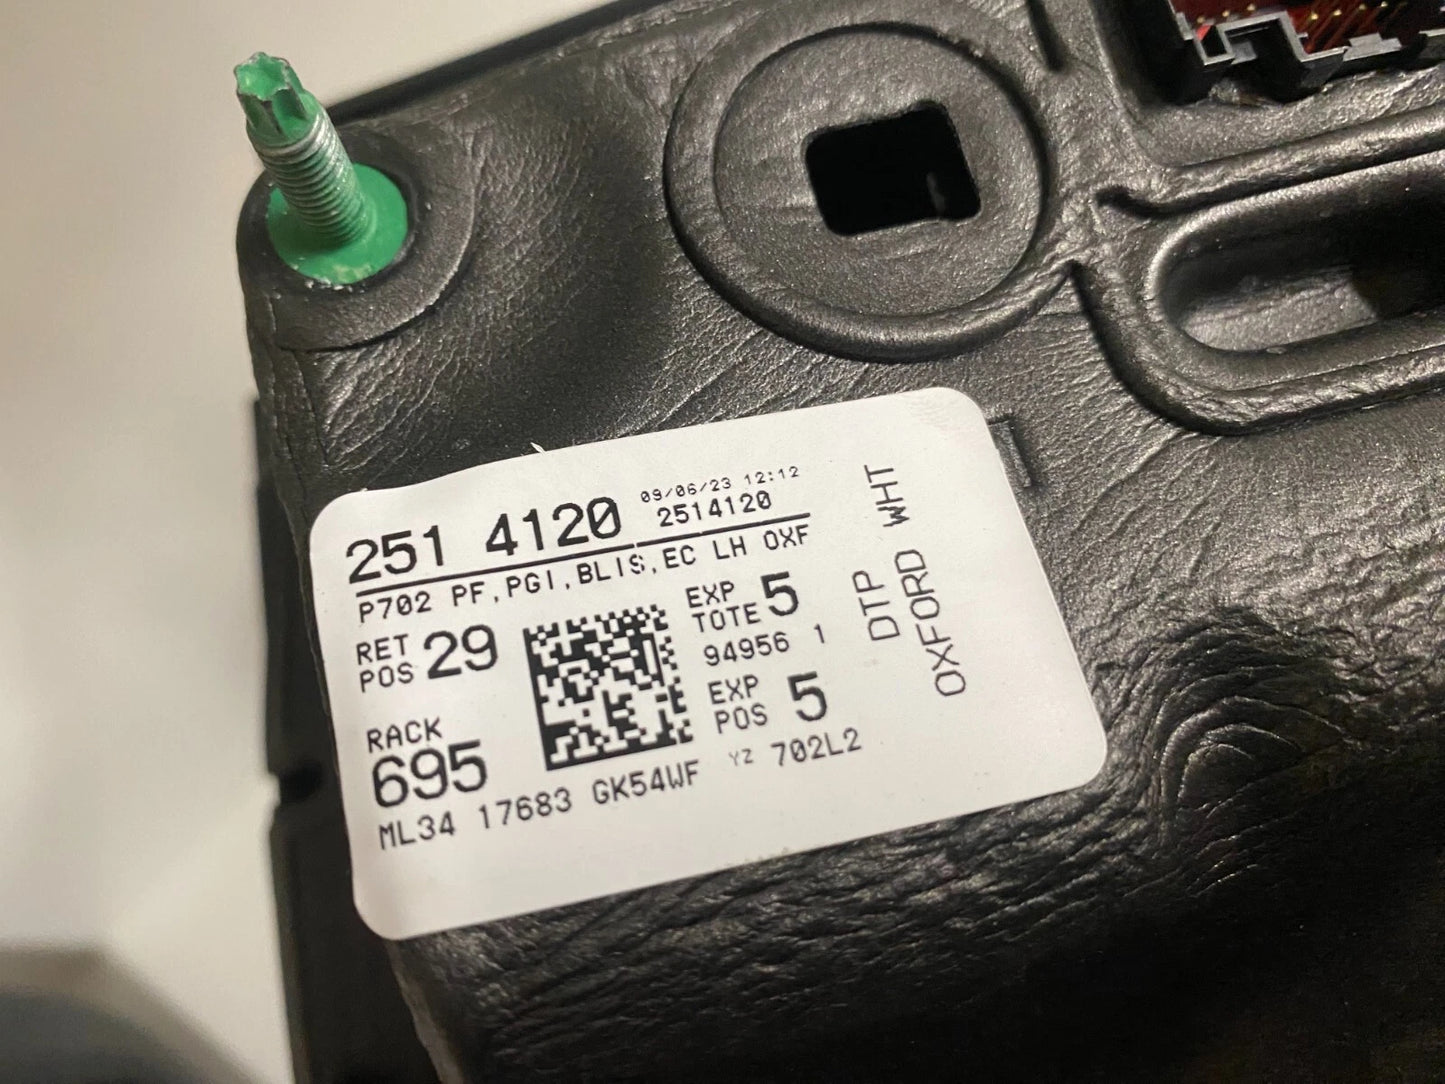 251 4120
09/06/23 12:12
2514120
P702 PF,PGI,BLIS,EC LH OXF
RET POS 29
EXP TOTE 5
94956 1
EXP POS 5
RACK
695
ML34 17683 GK54WF
YZ 702L2
DTP
OXFORD WHT